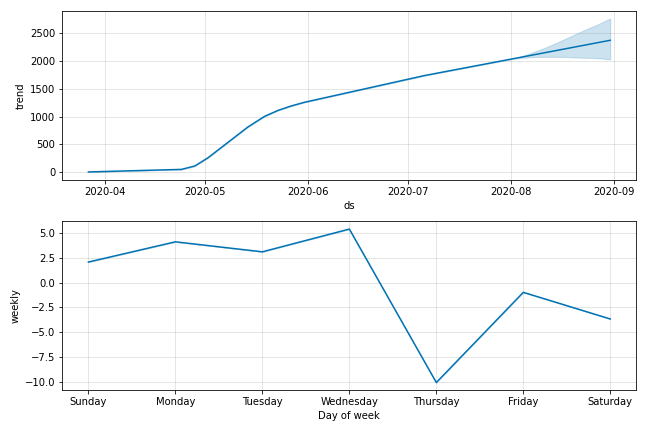 2500
2000
1500
1000
500
0
trend
2020-04 2020-05 2020-06 2020-07 2020-08 2020-09
ds
5.0
2.5
0.0
−2.5
−5.0
−7.5
−10.0
weekly
Sunday Monday Tuesday Wednesday Thursday Friday Saturday
Day of week